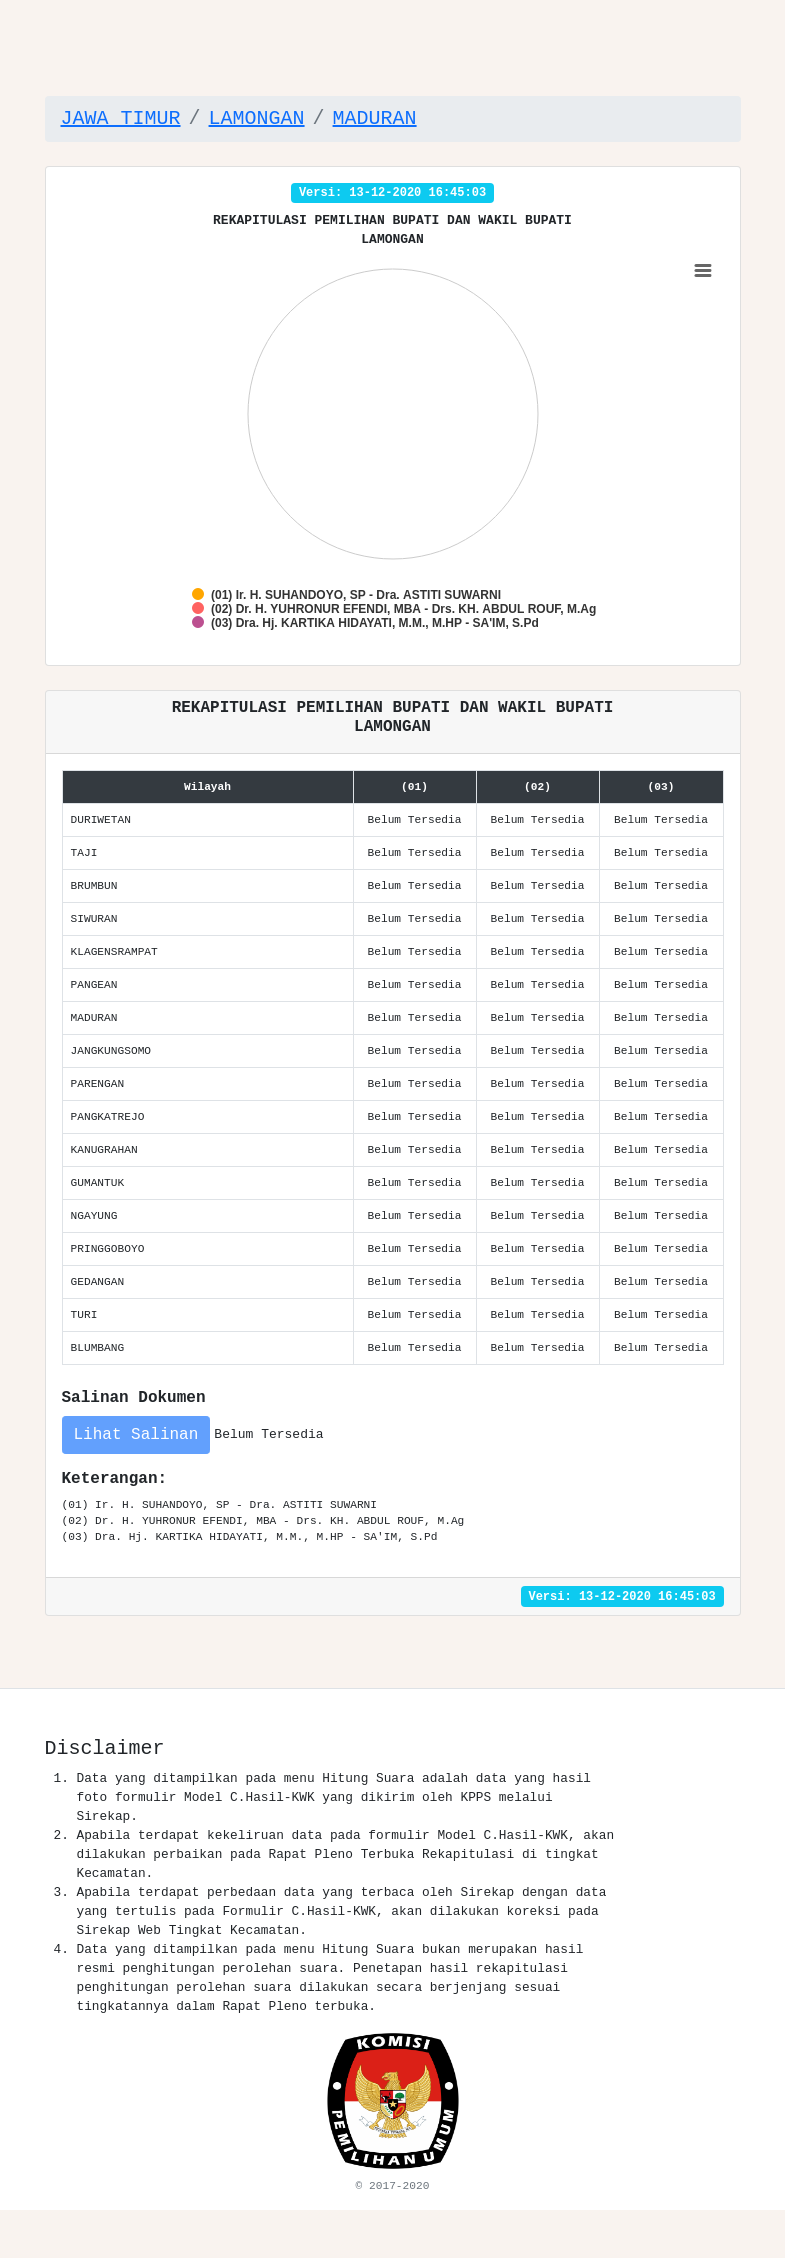 JAWA TIMUR / LAMONGAN / MADURAN
Versi: 13-12-2020 16:45:03
REKAPITULASI PEMILIHAN BUPATI DAN WAKIL BUPATI
LAMONGAN
(01) Ir. H. SUHANDOYO, SP - Dra. ASTITI SUWARNI
(02) Dr. H. YUHRONUR EFENDI, MBA - Drs. KH. ABDUL ROUF, M.Ag
(03) Dra. Hj. KARTIKA HIDAYATI, M.M., M.HP - SA'IM, S.Pd
REKAPITULASI PEMILIHAN BUPATI DAN WAKIL BUPATI
LAMONGAN
Wilayah (01) (02) (03)
DURIWETAN Belum Tersedia Belum Tersedia Belum Tersedia
TAJI Belum Tersedia Belum Tersedia Belum Tersedia
BRUMBUN Belum Tersedia Belum Tersedia Belum Tersedia
SIWURAN Belum Tersedia Belum Tersedia Belum Tersedia
KLAGENSRAMPAT Belum Tersedia Belum Tersedia Belum Tersedia
PANGEAN Belum Tersedia Belum Tersedia Belum Tersedia
MADURAN Belum Tersedia Belum Tersedia Belum Tersedia
JANGKUNGSOMO Belum Tersedia Belum Tersedia Belum Tersedia
PARENGAN Belum Tersedia Belum Tersedia Belum Tersedia
PANGKATREJO Belum Tersedia Belum Tersedia Belum Tersedia
KANUGRAHAN Belum Tersedia Belum Tersedia Belum Tersedia
GUMANTUK Belum Tersedia Belum Tersedia Belum Tersedia
NGAYUNG Belum Tersedia Belum Tersedia Belum Tersedia
PRINGGOBOYO Belum Tersedia Belum Tersedia Belum Tersedia
GEDANGAN Belum Tersedia Belum Tersedia Belum Tersedia
TURI Belum Tersedia Belum Tersedia Belum Tersedia
BLUMBANG Belum Tersedia Belum Tersedia Belum Tersedia
Salinan Dokumen
Lihat Salinan Belum Tersedia
Keterangan:
(01) Ir. H. SUHANDOYO, SP - Dra. ASTITI SUWARNI
(02) Dr. H. YUHRONUR EFENDI, MBA - Drs. KH. ABDUL ROUF, M.Ag
(03) Dra. Hj. KARTIKA HIDAYATI, M.M., M.HP - SA'IM, S.Pd
Versi: 13-12-2020 16:45:03
Disclaimer
1. Data yang ditampilkan pada menu Hitung Suara adalah data yang hasil
foto formulir Model C.Hasil-KWK yang dikirim oleh KPPS melalui
Sirekap.
2. Apabila terdapat kekeliruan data pada formulir Model C.Hasil-KWK, akan
dilakukan perbaikan pada Rapat Pleno Terbuka Rekapitulasi di tingkat
Kecamatan.
3. Apabila terdapat perbedaan data yang terbaca oleh Sirekap dengan data
yang tertulis pada Formulir C.Hasil-KWK, akan dilakukan koreksi pada
Sirekap Web Tingkat Kecamatan.
4. Data yang ditampilkan pada menu Hitung Suara bukan merupakan hasil
resmi penghitungan perolehan suara. Penetapan hasil rekapitulasi
penghitungan perolehan suara dilakukan secara berjenjang sesuai
tingkatannya dalam Rapat Pleno terbuka.
KOMISI
PEMILIHAN UMUM
© 2017-2020